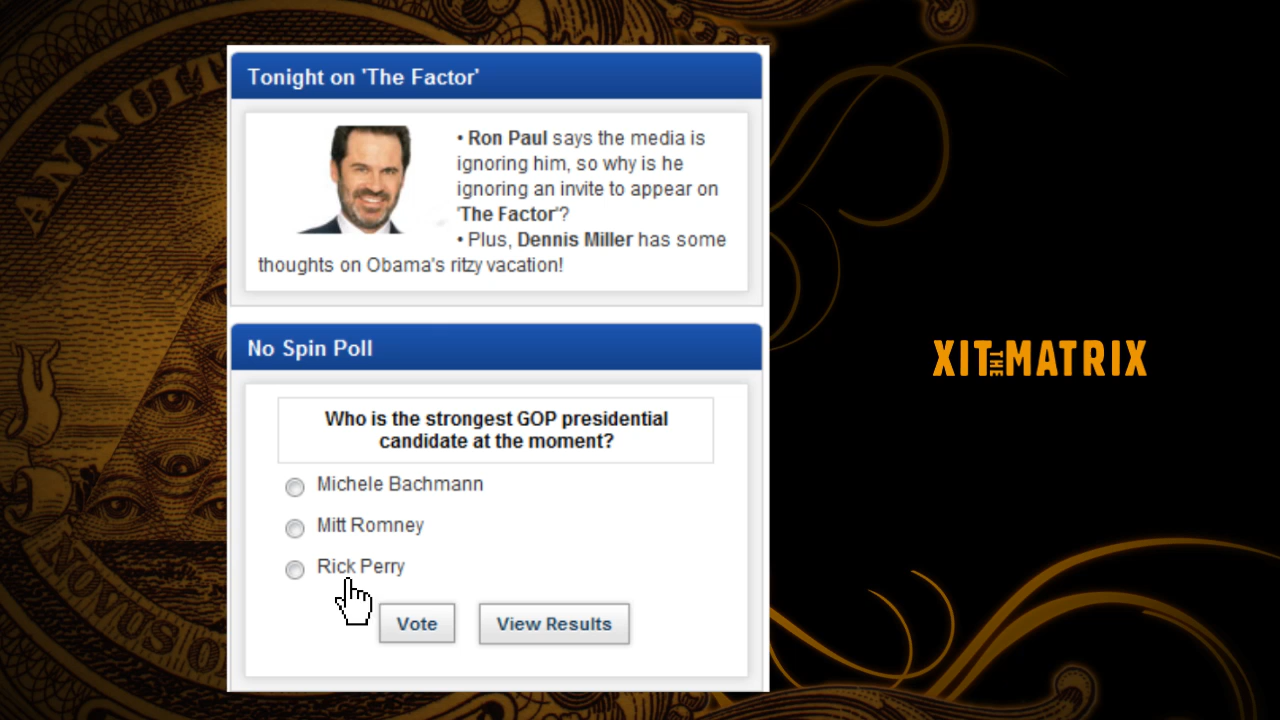 ANNUIT
Tonight on 'The Factor'
• Ron Paul says the media is
ignoring him, so why is he
ignoring an invite to appear on
'The Factor'?
• Plus, Dennis Miller has some
thoughts on Obama's ritzy vacation!
No Spin Poll
Who is the strongest GOP presidential
candidate at the moment?
Michele Bachmann
Mitt Romney
Rick Perry
Vote
View Results
NOVUS O
XIT THE MATRIX